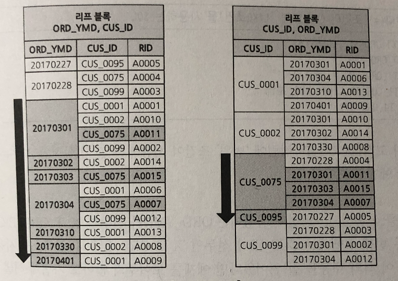 리프 블록
ORD_YMD, CUS_ID
ORD_YMD CUS_ID RID
20170227 CUS_0095 A0005
20170228 CUS_0075 A0004
CUS_0099 A0003
20170301 CUS_0001 A0001
CUS_0002 A0010
CUS_0075 A0011
CUS_0099 A0002
20170302 CUS_0002 A0014
20170303 CUS_0075 A0015
20170304 CUS_0001 A0006
CUS_0075 A0007
CUS_0099 A0012
20170310 CUS_0001 A0013
20170330 CUS_0002 A0008
20170401 CUS_0001 A0009
리프 블록
CUS_ID, ORD_YMD
CUS_ID ORD_YMD RID
CUS_0001 20170301 A0001
20170304 A0006
20170310 A0013
20170401 A0009
CUS_0002 20170301 A0010
20170302 A0014
20170330 A0008
CUS_0075 20170228 A0004
20170301 A0011
20170303 A0015
20170304 A0007
CUS_0095 20170227 A0005
CUS_0099 20170228 A0003
20170301 A0002
20170304 A0012